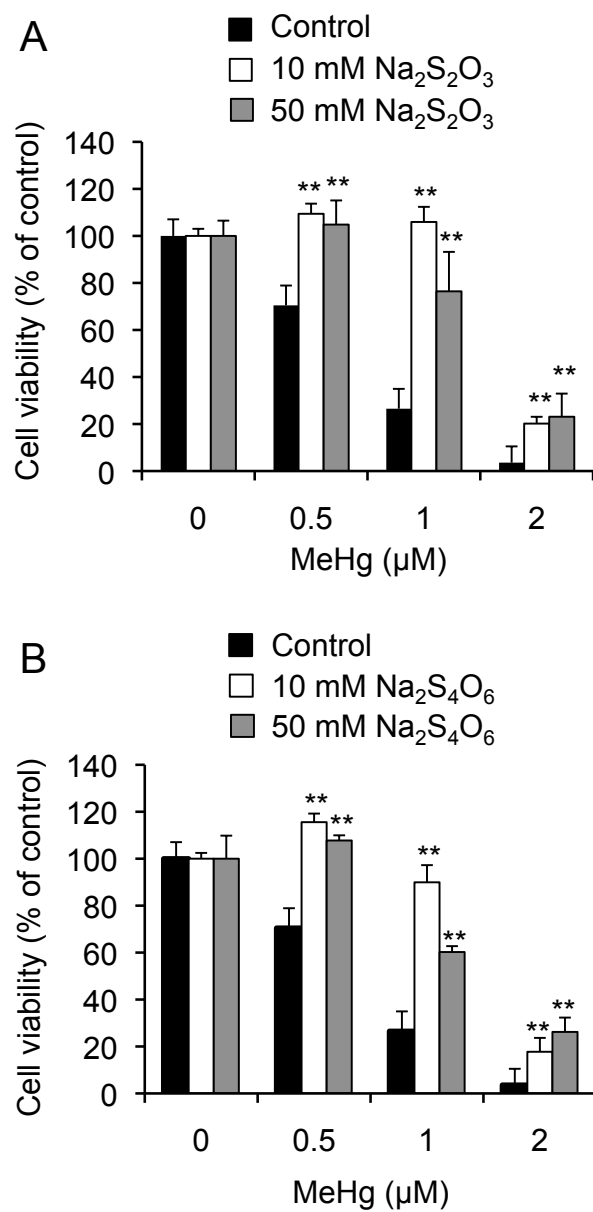 A
Control
10 mM Na₂S₂O₃
50 mM Na₂S₂O₃
Cell viability (% of control)
140
120
100
80
60
40
20
0
** **
**
**
**
**
0 0.5 1 2
MeHg (µM)
B
Control
10 mM Na₂S₄O₆
50 mM Na₂S₄O₆
Cell viability (% of control)
140
120
100
80
60
40
20
0
**
**
**
**
**
**
0 0.5 1 2
MeHg (µM)